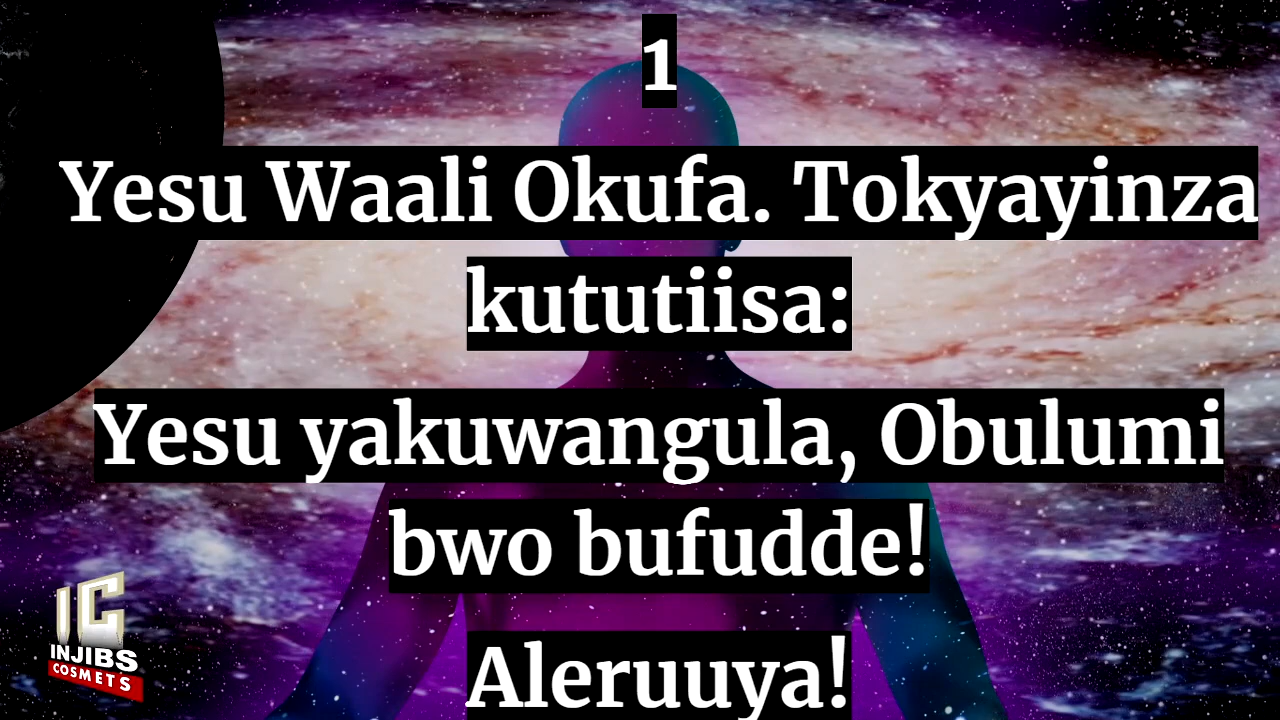 1
Yesu Waali Okufa. Tokyayinza
kututiisa:
Yesu yakuwangula, Obulumi
bwo bufudde!
Aleruuya!
IC
INJIBS
COSMETS